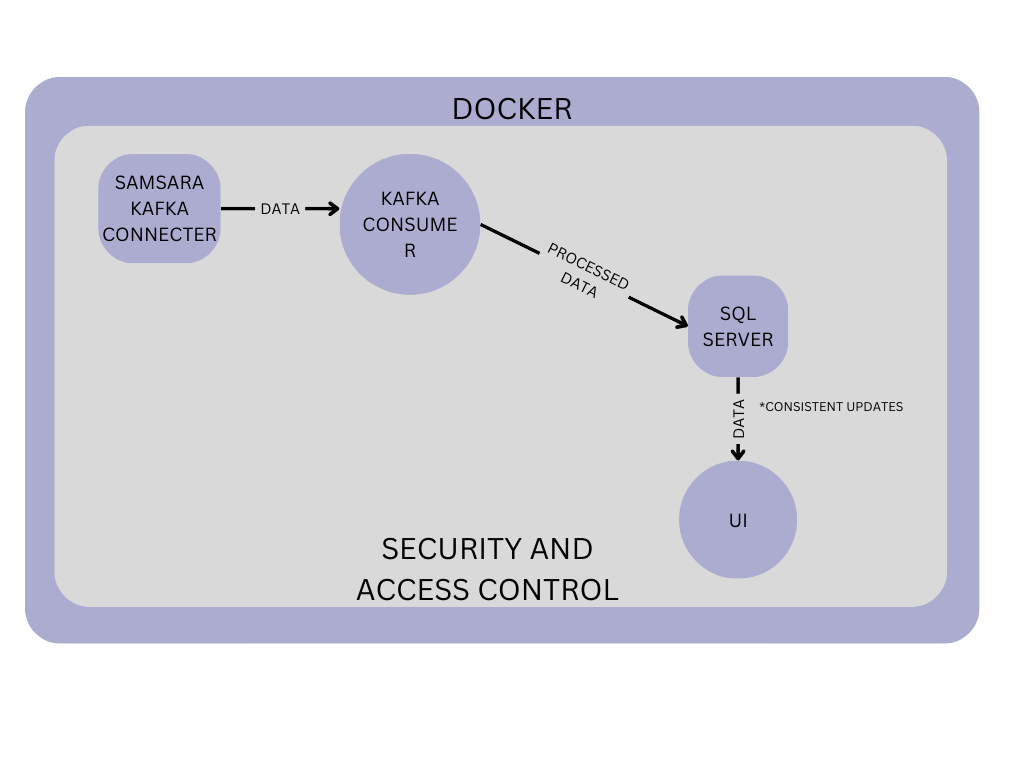 DOCKER
SAMSARA
KAFKA
CONNECTER
DATA
KAFKA
CONSUME
R
PROCESSED
DATA
SQL
SERVER
DATA
*CONSISTENT UPDATES
UI
SECURITY AND
ACCESS CONTROL